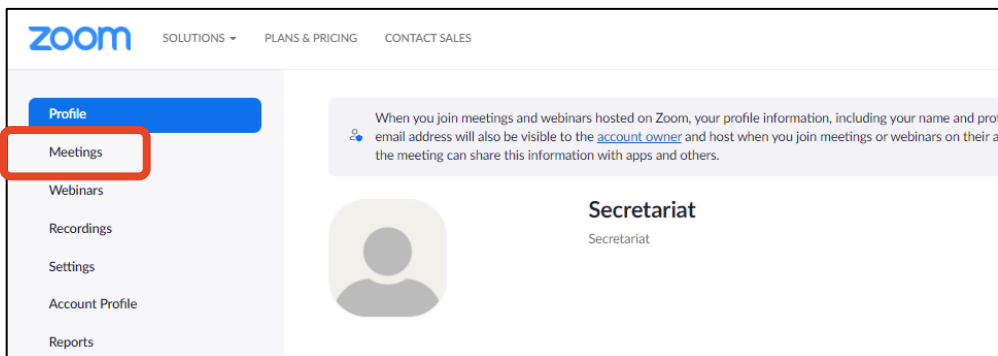 zoom
SOLUTIONS
PLANS & PRICING
CONTACT SALES
Profile
Meetings
Webinars
Recordings
Settings
Account Profile
Reports
When you join meetings and webinars hosted on Zoom, your profile information, including your name and
email address will also be visible to the account owner and host when you join meetings or webinars on their
the meeting can share this information with apps and others.
Secretariat
Secretariat